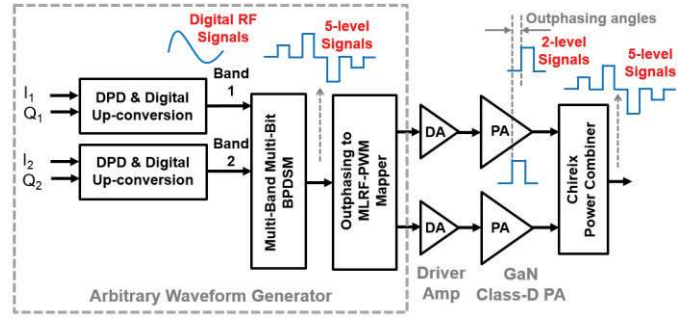 Digital RF
Signals
5-level
Signals
Outphasing angles
2-level
Signals
5-level
Signals
I1
Q1
DPD & Digital
Up-conversion
Band
1
I2
Q2
DPD & Digital
Up-conversion
Band
2
Multi-Band Multi-Bit
BPDSM
Outphasing to
MLRF-PWM
Mapper
DA
PA
DA
PA
Chireix
Power Combiner
Driver
Amp
GaN
Class-D PA
Arbitrary Waveform Generator